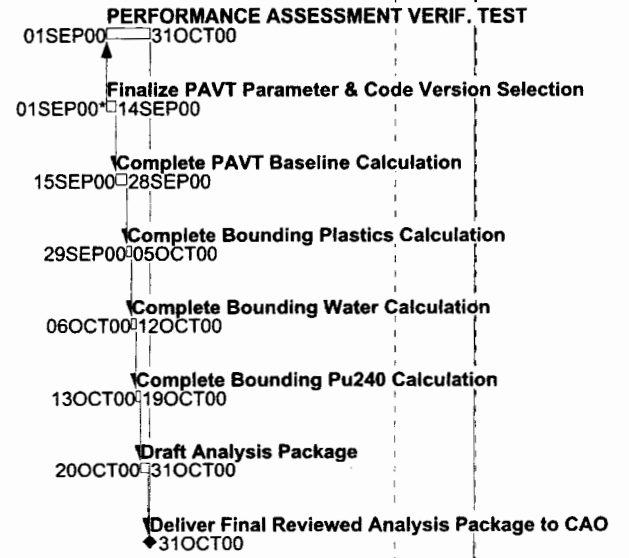 PERFORMANCE ASSESSMENT VERIF. TEST
01SEP00 31OCT00
Finalize PAVT Parameter & Code Version Selection
01SEP00* 14SEP00
Complete PAVT Baseline Calculation
15SEP00 28SEP00
Complete Bounding Plastics Calculation
29SEP00 05OCT00
Complete Bounding Water Calculation
06OCT00 12OCT00
Complete Bounding Pu240 Calculation
13OCT00 19OCT00
Draft Analysis Package
20OCT00 31OCT00
Deliver Final Reviewed Analysis Package to CAO
31OCT00